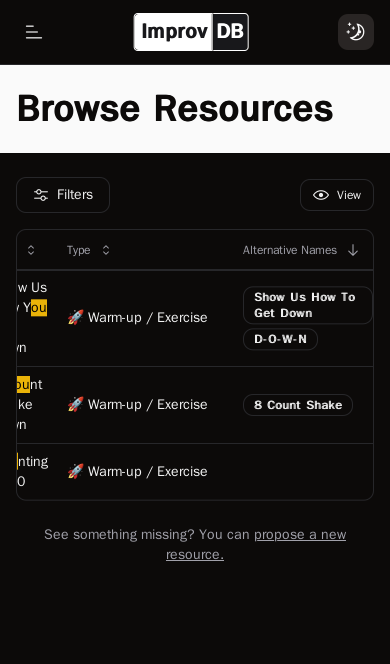 Improv DB
Browse Resources
Filters
View
Type
Alternative Names
w Us
You
wn
🚀 Warm-up / Exercise
Show Us How To
Get Down
D-O-W-N
ount
ke
wn
🚀 Warm-up / Exercise
8 Count Shake
nting
0
🚀 Warm-up / Exercise
See something missing? You can propose a new
resource.